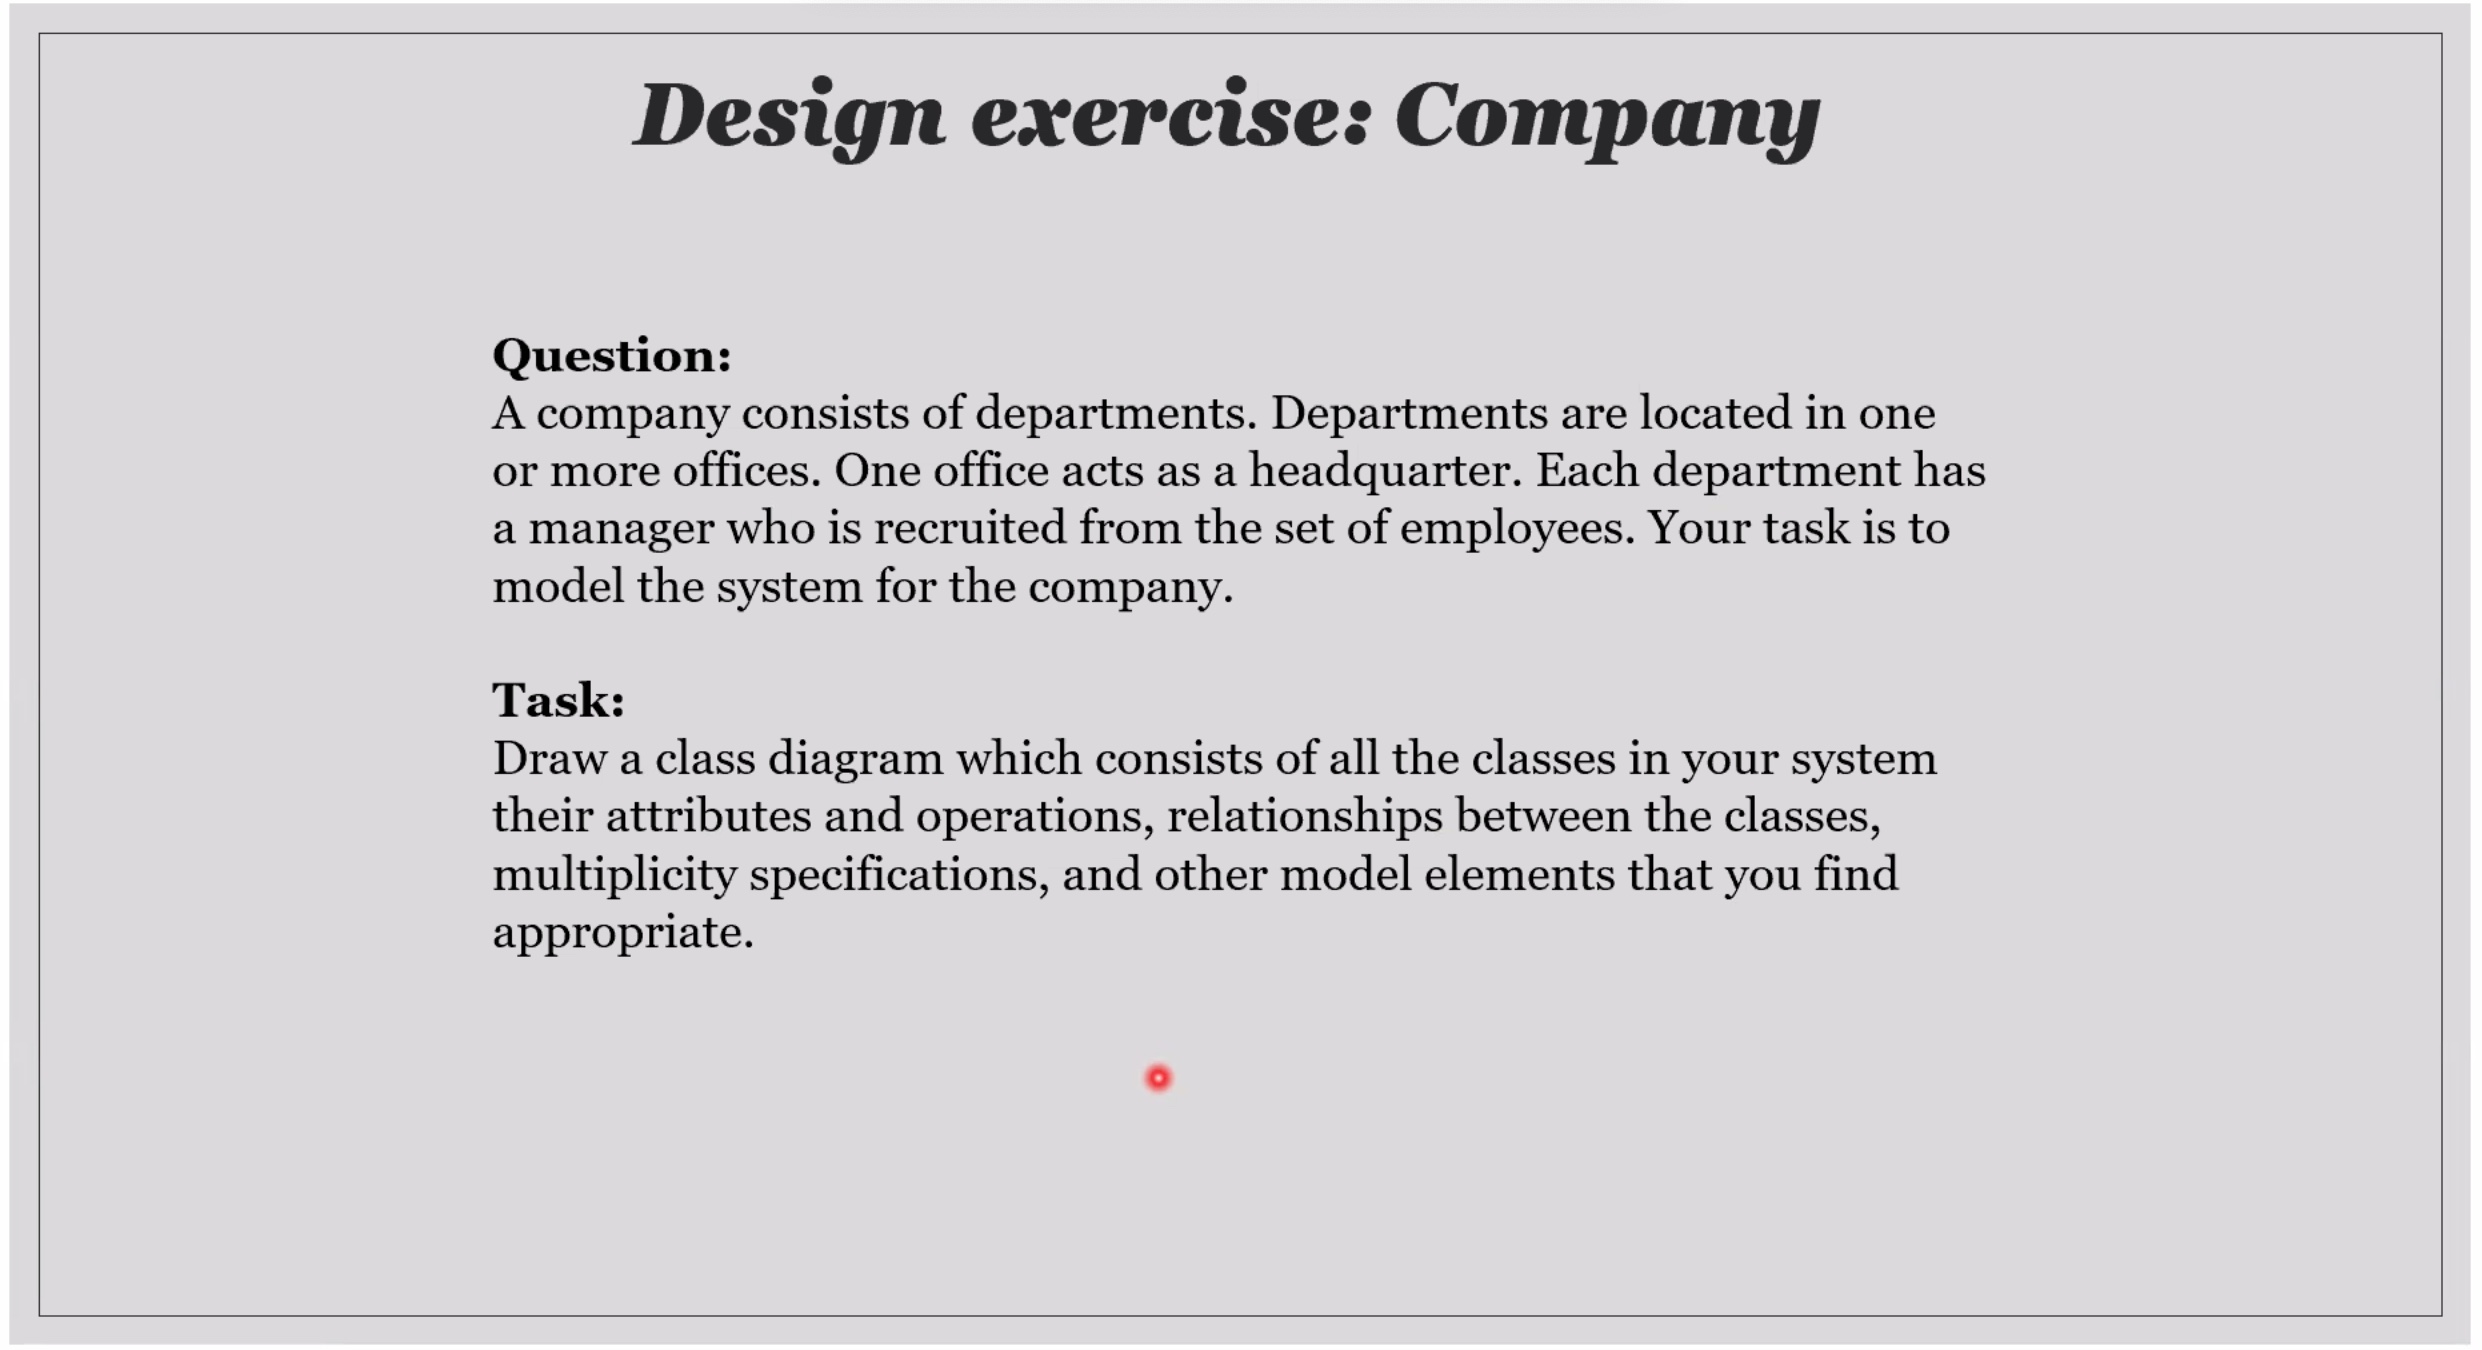 Design exercise: Company
Question:
A company consists of departments. Departments are located in one
or more offices. One office acts as a headquarter. Each department has
a manager who is recruited from the set of employees. Your task is to
model the system for the company.
Task:
Draw a class diagram which consists of all the classes in your system
their attributes and operations, relationships between the classes,
multiplicity specifications, and other model elements that you find
appropriate.